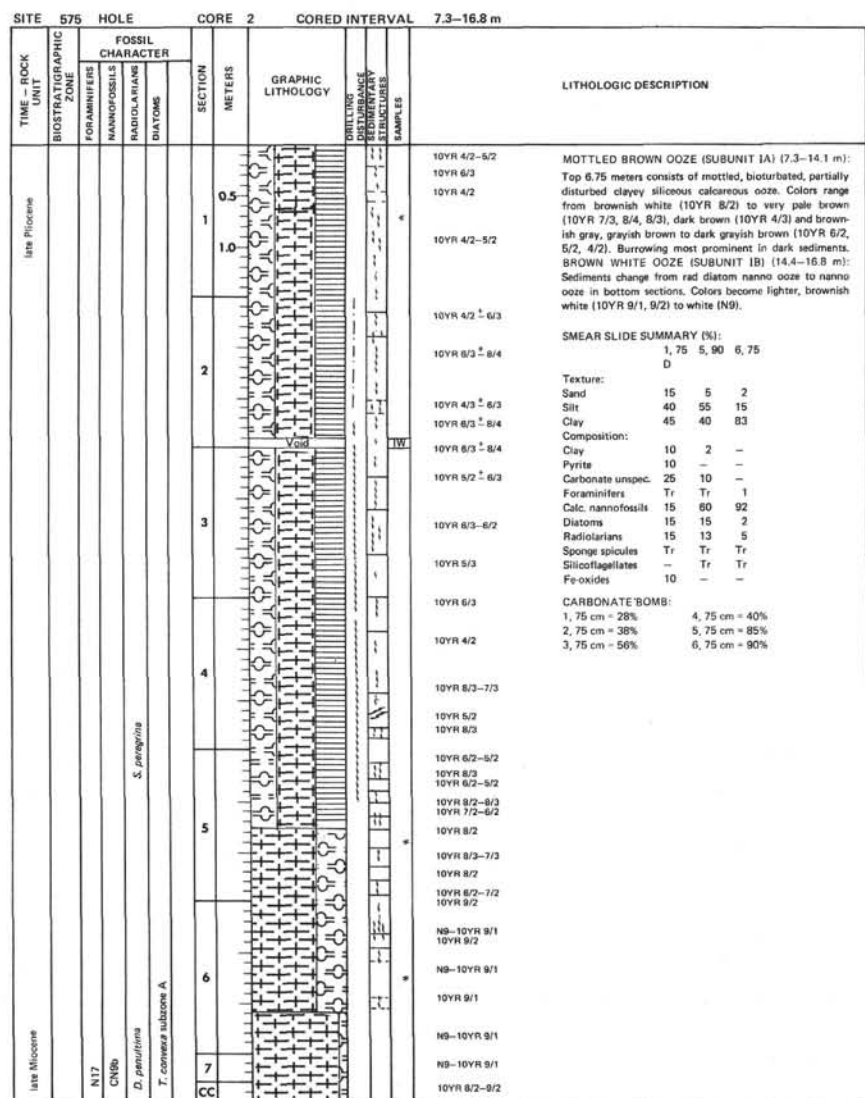 SITE 575 HOLE CORE 2 CORED INTERVAL 7.3–16.8 m
TIME – ROCK UNIT
BIOSTRATIGRAPHIC ZONE
FOSSIL CHARACTER
FORAMINIFERS
NANNOFOSSILS
RADIOLARIANS
DIATOMS
SECTION
METERS
GRAPHIC LITHOLOGY
DRILLING DISTURBANCE
SEDIMENTARY STRUCTURES
SAMPLES
LITHOLOGIC DESCRIPTION
late Pliocene
late Miocene
N17
CN9b
S. peregrina
D. penultima
T. convexa subzone A
1
0.5
1.0
2
3
4
5
6
7
CC
Void
IW
*
*
*
10YR 4/2–5/2
10YR 6/3
10YR 4/2
10YR 4/2–5/2
10YR 4/2 ± 6/3
10YR 6/3 ± 8/4
10YR 4/3 ± 6/3
10YR 6/3 ± 8/4
10YR 6/3 ± 8/4
10YR 5/2 ± 6/3
10YR 6/3–6/2
10YR 5/3
10YR 6/3
10YR 4/2
10YR 8/3–7/3
10YR 5/2
10YR 8/3
10YR 6/2–5/2
10YR 8/3
10YR 6/2–5/2
10YR 8/2–8/3
10YR 7/2–6/2
10YR 8/2
10YR 8/3–7/3
10YR 8/2
10YR 6/2–7/2
10YR 9/2
N9–10YR 9/1
10YR 9/2
N9–10YR 9/1
10YR 9/1
N9–10YR 9/1
N9–10YR 9/1
10YR 8/2–9/2
MOTTLED BROWN OOZE (SUBUNIT IA) (7.3–14.1 m):
Top 6.75 meters consists of mottled, bioturbated, partially
disturbed clayey siliceous calcareous ooze. Colors range
from brownish white (10YR 8/2) to very pale brown
(10YR 7/3, 8/4, 8/3), dark brown (10YR 4/3) and brown-
ish gray, grayish brown to dark grayish brown (10YR 6/2,
5/2, 4/2). Burrowing most prominent in dark sediments.
BROWN WHITE OOZE (SUBUNIT IB) (14.4–16.8 m):
Sediments change from rad diatom nanno ooze to nanno
ooze in bottom sections. Colors become lighter, brownish
white (10YR 9/1, 9/2) to white (N9).
SMEAR SLIDE SUMMARY (%):
1, 75 5, 90 6, 75
D
Texture:
Sand 15 5 2
Silt 40 55 15
Clay 45 40 83
Composition:
Clay 10 2 –
Pyrite 10 – –
Carbonate unspec. 25 10 –
Foraminifers Tr Tr 1
Calc. nannofossils 15 60 92
Diatoms 15 15 2
Radiolarians 15 13 5
Sponge spicules Tr Tr Tr
Silicoflagellates – Tr Tr
Fe-oxides 10 – –
CARBONATE BOMB:
1, 75 cm = 28% 4, 75 cm = 40%
2, 75 cm = 38% 5, 75 cm = 85%
3, 75 cm = 56% 6, 75 cm = 90%